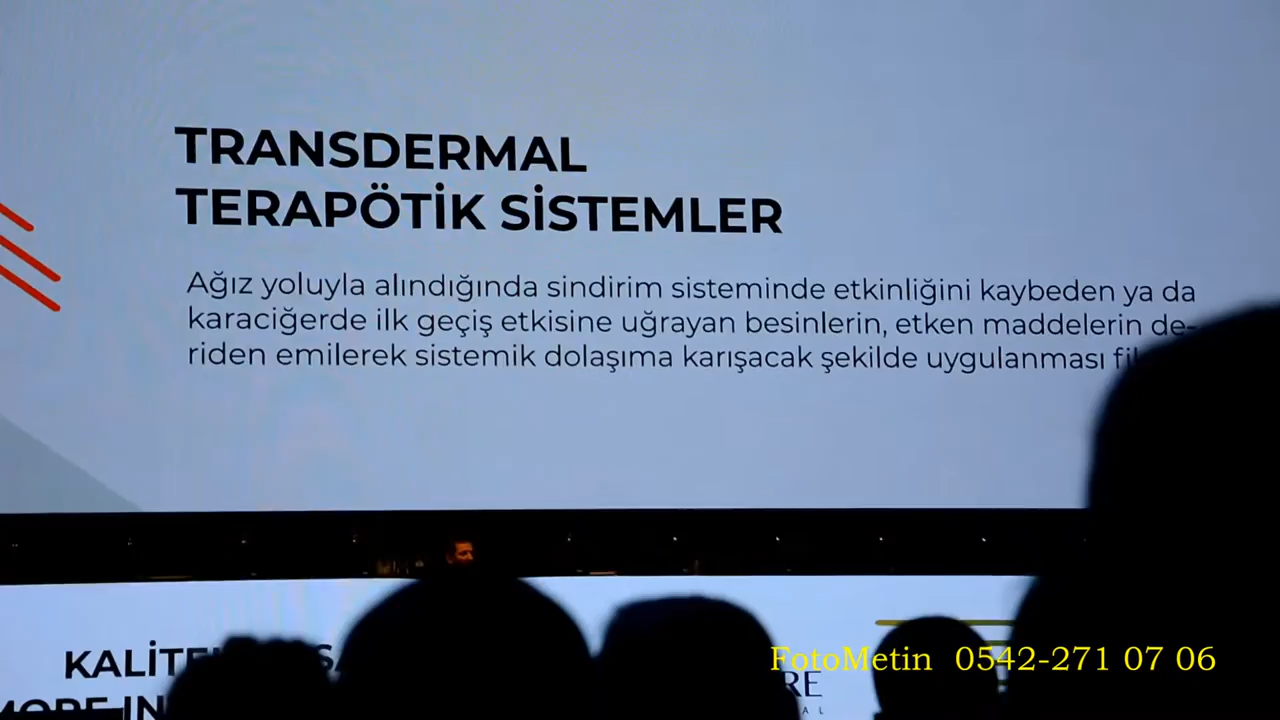 TRANSDERMAL
TERAPÖTİK SİSTEMLER
Ağız yoluyla alındığında sindirim sisteminde etkinliğini kaybeden ya da
karaciğerde ilk geçiş etkisine uğrayan besinlerin, etken maddelerin de-
riden emilerek sistemik dolaşıma karışacak şekilde uygulanması
FotoMetin 0542-271 07 06